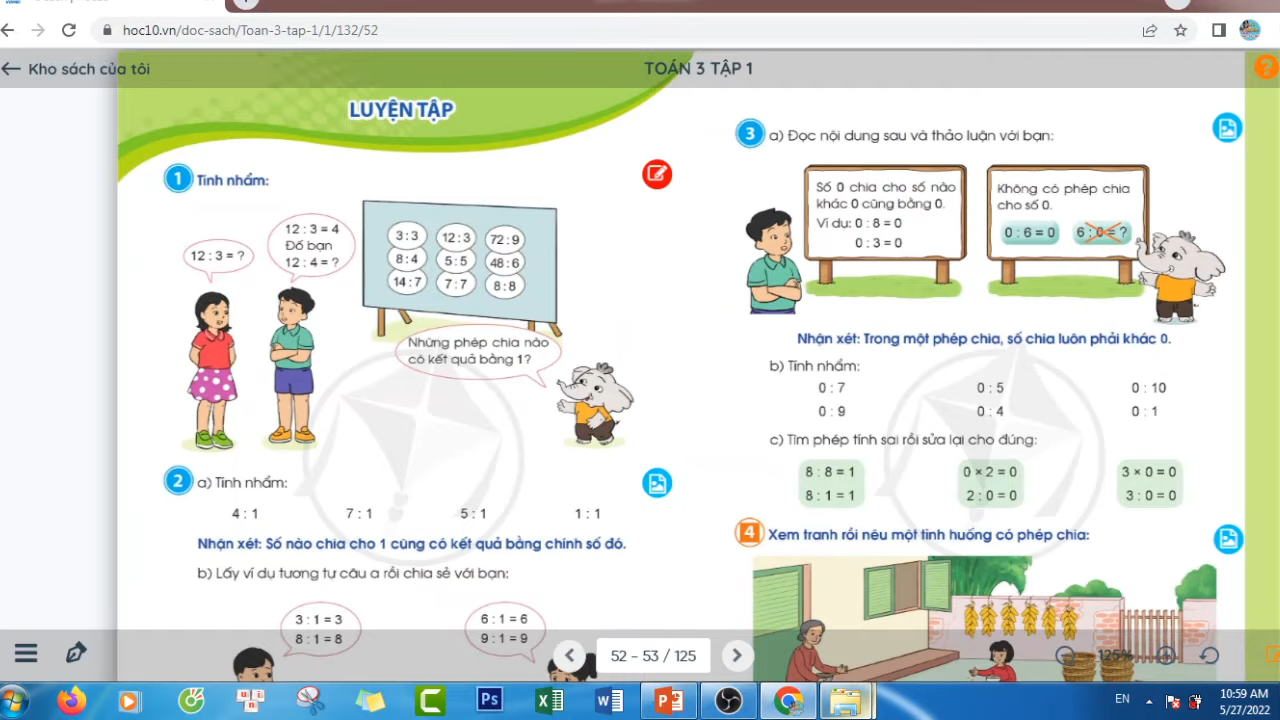 hoc10.vn/doc-sach/Toan-3-tap-1/1/132/52
Kho sách của tôi
TOÁN 3 TẬP 1
LUYỆN TẬP
1 Tính nhẩm:
12 : 3 = ?
12 : 3 = 4
Đố bạn
12 : 4 = ?
3 : 3
12 : 3
72 : 9
8 : 4
5 : 5
48 : 6
14 : 7
7 : 7
8 : 8
Những phép chia nào
có kết quả bằng 1?
2 a) Tính nhẩm:
4 : 1 7 : 1 5 : 1 1 : 1
Nhận xét: Số nào chia cho 1 cũng có kết quả bằng chính số đó.
b) Lấy ví dụ tương tự câu a rồi chia sẻ với bạn:
3 : 1 = 3
8 : 1 = 8
6 : 1 = 6
9 : 1 = 9
3 a) Đọc nội dung sau và thảo luận với bạn:
Số 0 chia cho số nào
khác 0 cũng bằng 0.
Ví dụ: 0 : 8 = 0
0 : 3 = 0
Không có phép chia
cho số 0.
0 : 6 = 0 6 : 0 = ?
Nhận xét: Trong một phép chia, số chia luôn phải khác 0.
b) Tính nhẩm:
0 : 7 0 : 5 0 : 10
0 : 9 0 : 4 0 : 1
c) Tìm phép tính sai rồi sửa lại cho đúng:
8 : 8 = 1
8 : 1 = 1
0 × 2 = 0
2 : 0 = 0
3 × 0 = 0
3 : 0 = 0
4 Xem tranh rồi nêu một tình huống có phép chia:
52 - 53 / 125
125%
EN
10:59 AM
5/27/2022